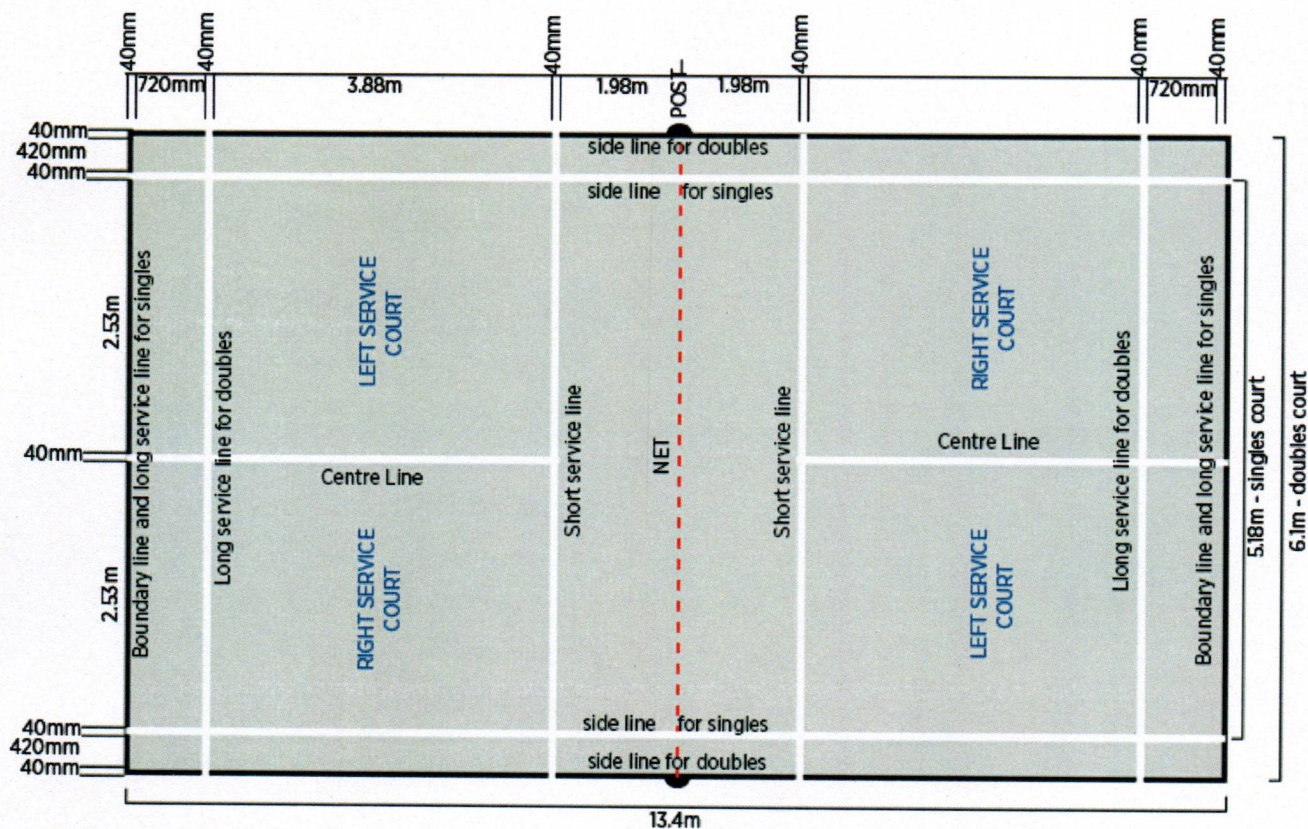 40mm 40mm 40mm 40mm 40mm 40mm
720mm 3.88m 1.98m POST 1.98m 720mm
40mm
420mm
40mm
side line for doubles
side line for singles
2.53m
Boundary line and long service line for singles
Long service line for doubles
LEFT SERVICE
COURT
Short service line
NET
Short service line
RIGHT SERVICE
COURT
Llong service line for doubles
Boundary line and long service line for singles
5.18m - singles court
6.1m - doubles court
40mm
Centre Line
Centre Line
2.53m
RIGHT SERVICE
COURT
LEFT SERVICE
COURT
40mm
420mm
40mm
side line for singles
side line for doubles
13.4m